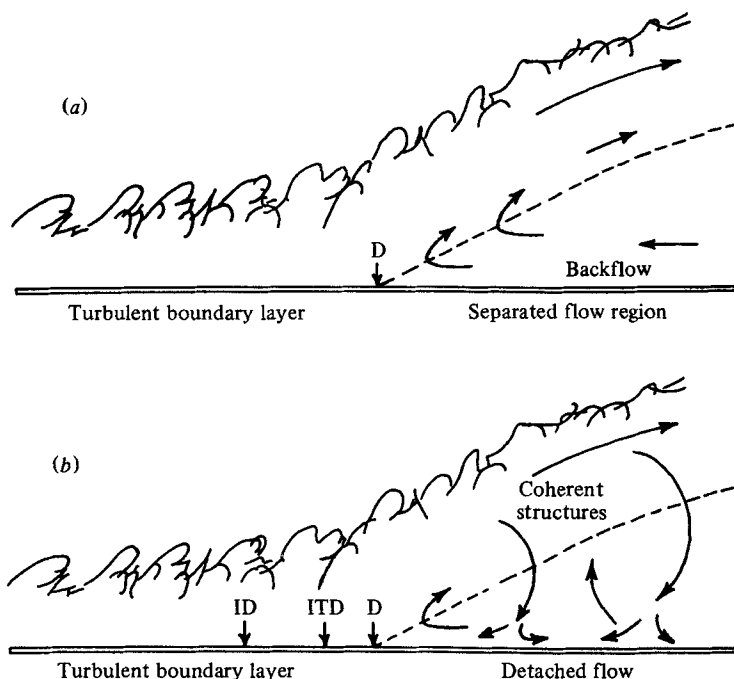 (a)
D
Backflow
Turbulent boundary layer Separated flow region
(b)
Coherent
structures
ID ITD D
Turbulent boundary layer Detached flow